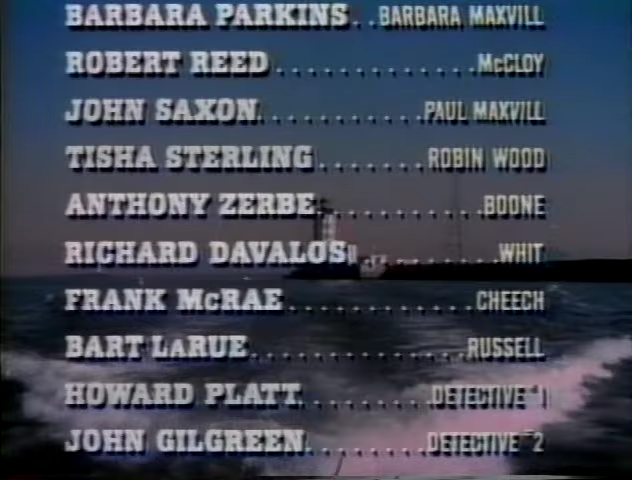 BARBARA PARKINS . . BARBARA MAXVILL
ROBERT REED . . . . . . . . . . . . . McCLOY
JOHN SAXON . . . . . . . . . . . PAUL MAXVILL
TISHA STERLING . . . . . . . ROBIN WOOD
ANTHONY ZERBE . . . . . . . . . . BOONE
RICHARD DAVALOS . . . . . . . . . WHIT
FRANK McRAE . . . . . . . . . . . . CHEECH
BART LARUE . . . . . . . . . . . . . . RUSSELL
HOWARD PLATT . . . . . . . . DETECTIVE #1
JOHN GILGREEN . . . . . . . . DETECTIVE #2